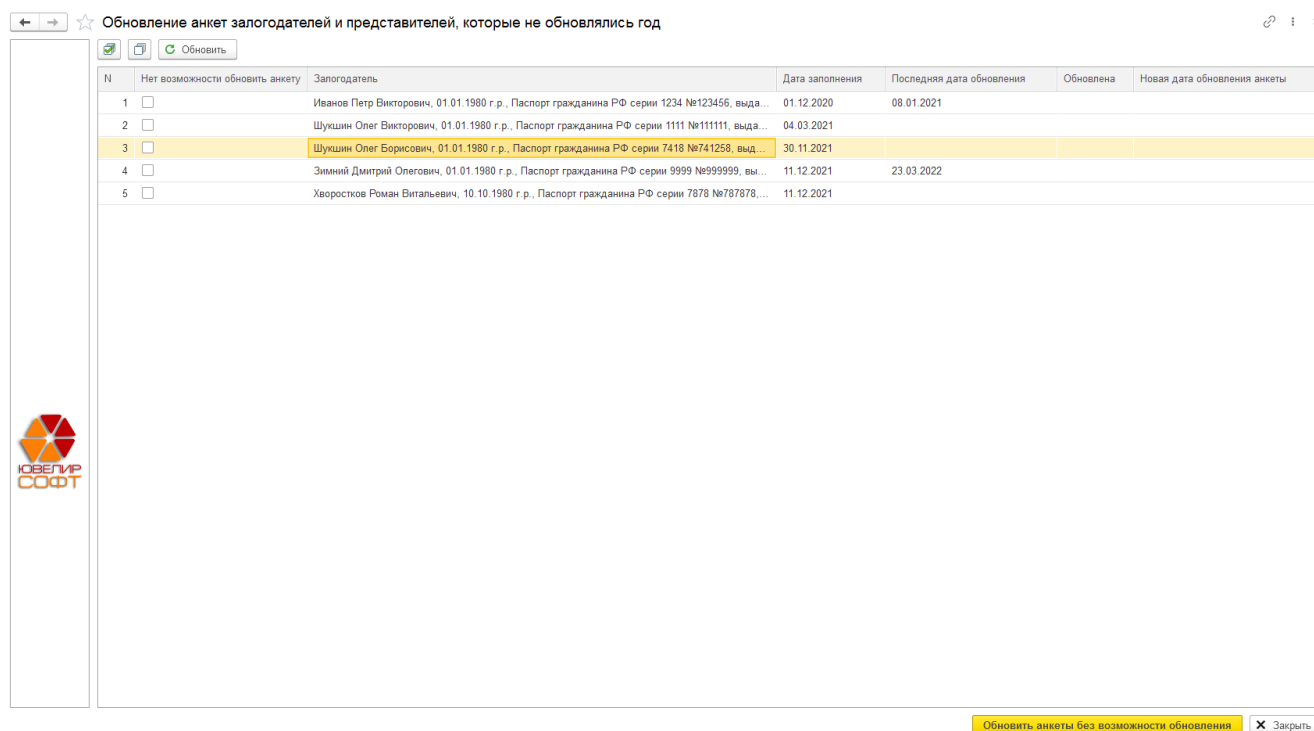 Обновление анкет залогодателей и представителей, которые не обновлялись год
Обновить
N Нет возможности обновить анкету Залогодатель Дата заполнения Последняя дата обновления Обновлена Новая дата обновления анкеты
1 Иванов Петр Викторович, 01.01.1980 г.р., Паспорт гражданина РФ серии 1234 №123456, выда... 01.12.2020 08.01.2021
2 Шукшин Олег Викторович, 01.01.1980 г.р., Паспорт гражданина РФ серии 1111 №111111, выда... 04.03.2021
3 Шукшин Олег Борисович, 01.01.1980 г.р., Паспорт гражданина РФ серии 7418 №741258, выд... 30.11.2021
4 Зимний Дмитрий Олегович, 01.01.1980 г.р., Паспорт гражданина РФ серии 9999 №999999, вы... 11.12.2021 23.03.2022
5 Хворостков Роман Витальевич, 10.10.1980 г.р., Паспорт гражданина РФ серии 7878 №787878,... 11.12.2021
ЮВЕЛИР
СОФТ
Обновить анкеты без возможности обновления Закрыть